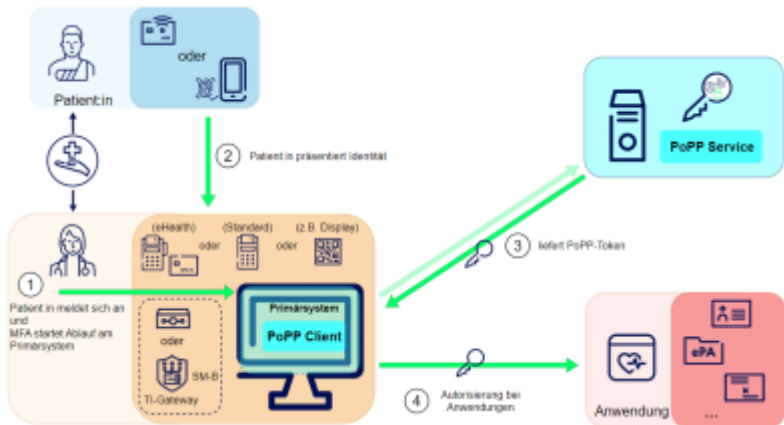 oder
Patient:in
2
Patient in präsentiert Identität
PoPP Service
(eHealth)
(Standard)
(z.B. Display)
oder
oder
3
liefert PoPP-Token
1
Patient in meldet sich an
und
MFA startet Ablauf am
Primärsystem
Primärsystem
PoPP Client
oder
SM-B
TI-Gateway
4
Autorisierung bei
Anwendungen
ePA
Anwendung
...